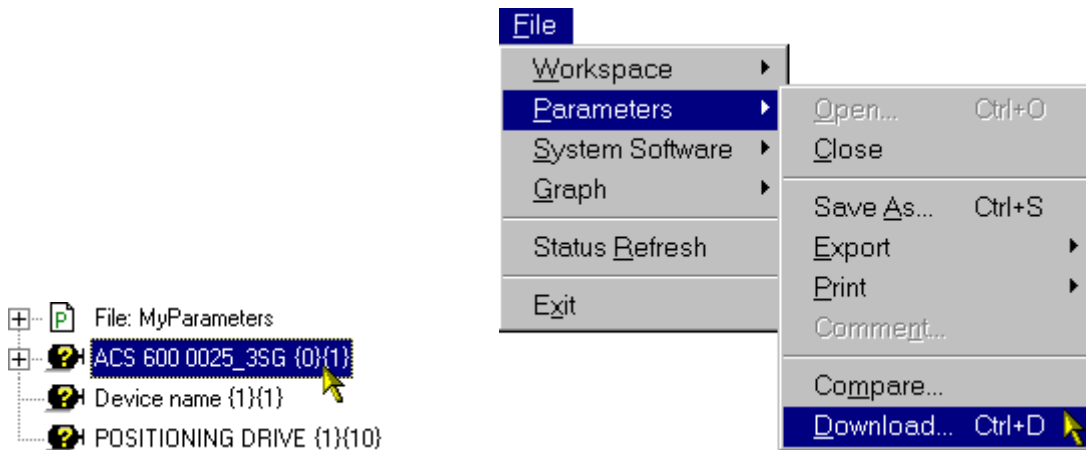 File
Workspace
Parameters
System Software
Graph
Status Refresh
Exit
Open... Ctrl+O
Close
Save As... Ctrl+S
Export
Print
Comment...
Compare...
Download... Ctrl+D
File: MyParameters
ACS 600 0025_3SG {0}{1}
Device name {1}{1}
POSITIONING DRIVE {1}{10}